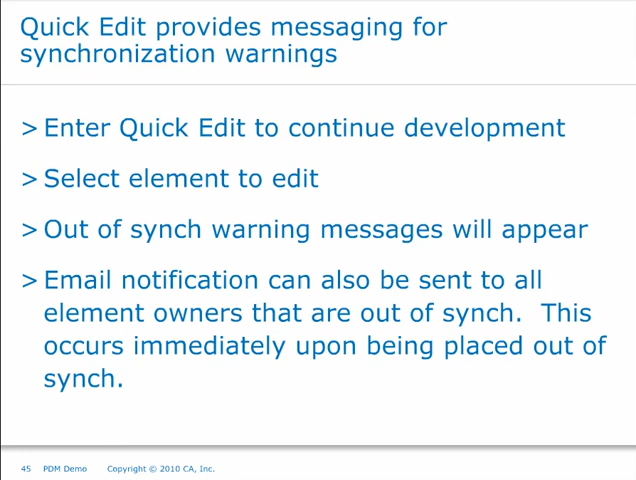 Quick Edit provides messaging for
synchronization warnings
> Enter Quick Edit to continue development
> Select element to edit
> Out of synch warning messages will appear
> Email notification can also be sent to all
element owners that are out of synch.  This
occurs immediately upon being placed out of
synch.
45 PDM Demo Copyright © 2010 CA, Inc.